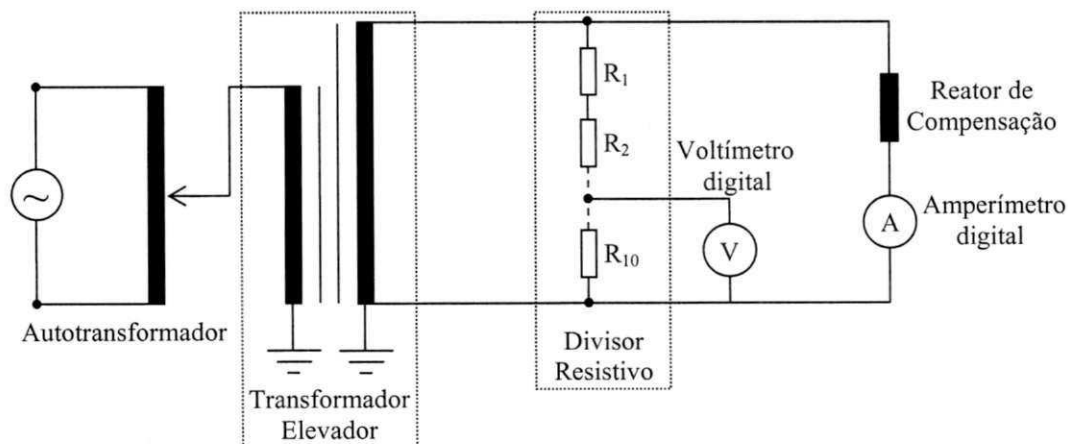 R1
R2
R10
Voltímetro
digital
V
Reator de
Compensação
A
Amperímetro
digital
Autotransformador
Transformador
Elevador
Divisor
Resistivo